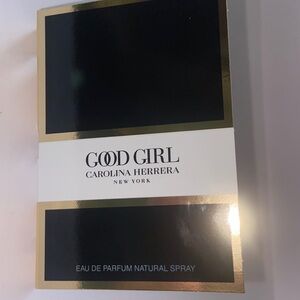 GOOD GIRL
CAROLINA HERRERA
NEW YORK
EAU DE PARFUM NATURAL SPRAY